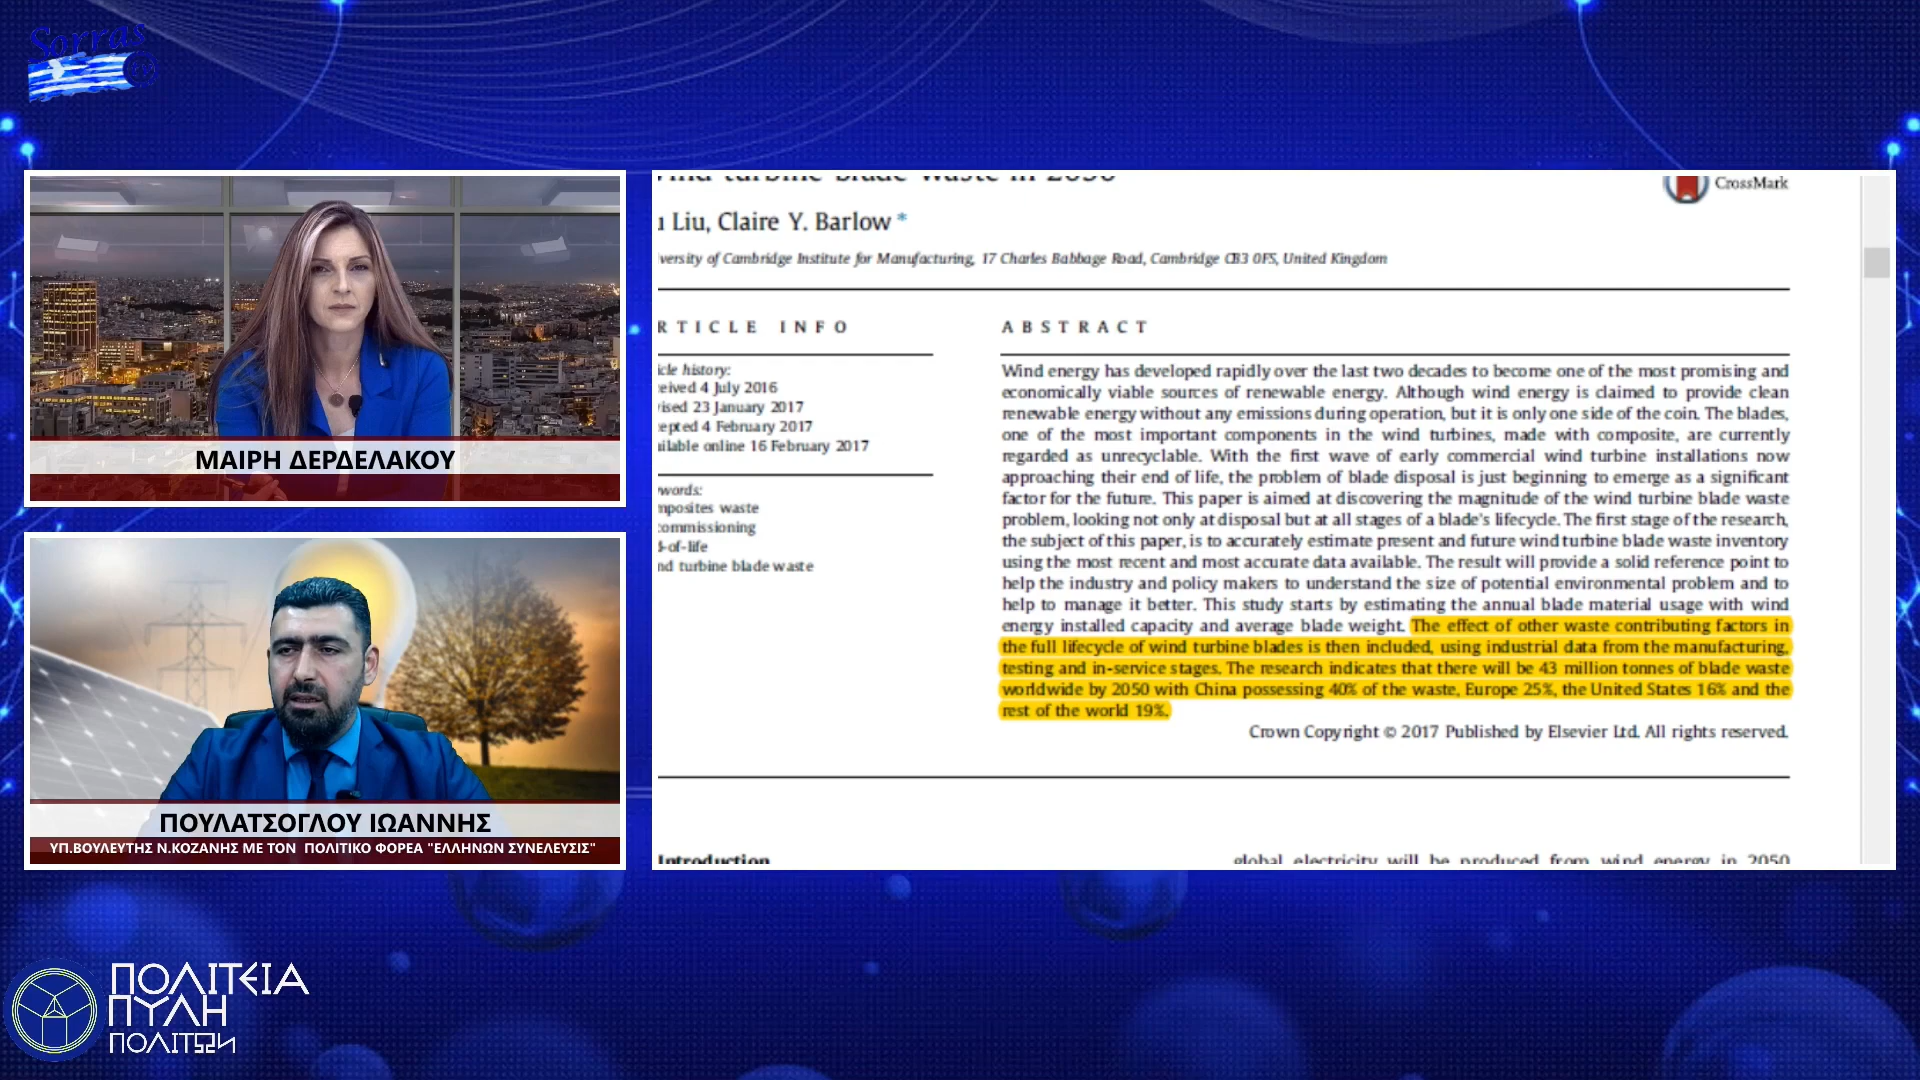 Sorras
ΜΑΙΡΗ ΔΕΡΔΕΛΑΚΟΥ
ΠΟΥΛΑΤΣΟΓΛΟΥ ΙΩΑΝΝΗΣ
ΥΠ.ΒΟΥΛΕΥΤΗΣ Ν.ΚΟΖΑΝΗΣ ΜΕ ΤΟΝ ΠΟΛΙΤΙΚΟ ΦΟΡΕΑ "ΕΛΛΗΝΩΝ ΣΥΝΕΛΕΥΣΙΣ"
turbine blade waste in 2050
CrossMark
Liu, Claire Y. Barlow *
versity of Cambridge Institute for Manufacturing, 17 Charles Babbage Road, Cambridge CB3 0FS, United Kingdom
RTICLE INFO
icle history:
eived 4 July 2016
ised 23 January 2017
epted 4 February 2017
ilable online 16 February 2017
words:
mposites waste
commissioning
d-of-life
nd turbine blade waste
ABSTRACT
Wind energy has developed rapidly over the last two decades to become one of the most promising and
economically viable sources of renewable energy. Although wind energy is claimed to provide clean
renewable energy without any emissions during operation, but it is only one side of the coin. The blades,
one of the most important components in the wind turbines, made with composite, are currently
regarded as unrecyclable. With the first wave of early commercial wind turbine installations now
approaching their end of life, the problem of blade disposal is just beginning to emerge as a significant
factor for the future. This paper is aimed at discovering the magnitude of the wind turbine blade waste
problem, looking not only at disposal but at all stages of a blade's lifecycle. The first stage of the research,
the subject of this paper, is to accurately estimate present and future wind turbine blade waste inventory
using the most recent and most accurate data available. The result will provide a solid reference point to
help the industry and policy makers to understand the size of potential environmental problem and to
help to manage it better. This study starts by estimating the annual blade material usage with wind
energy installed capacity and average blade weight. The effect of other waste contributing factors in
the full lifecycle of wind turbine blades is then included, using industrial data from the manufacturing,
testing and in-service stages. The research indicates that there will be 43 million tonnes of blade waste
worldwide by 2050 with China possessing 40% of the waste, Europe 25%, the United States 16% and the
rest of the world 19%.
Crown Copyright © 2017 Published by Elsevier Ltd. All rights reserved.
Introduction
global electricity will be produced from wind energy in 2050
ΠΟΛΙΤΕΙΑ
ΠΥΛΗ
ΠΟΛΙΤΩΝ